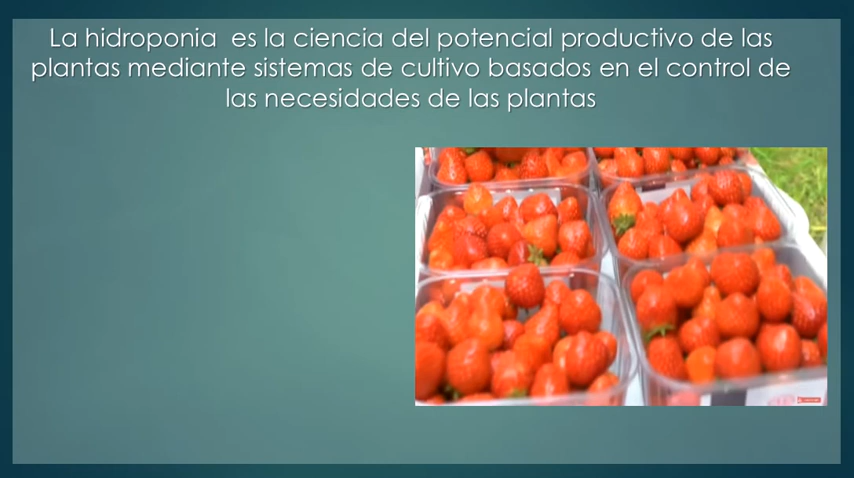 La hidroponia  es la ciencia del potencial productivo de las
plantas mediante sistemas de cultivo basados en el control de
las necesidades de las plantas